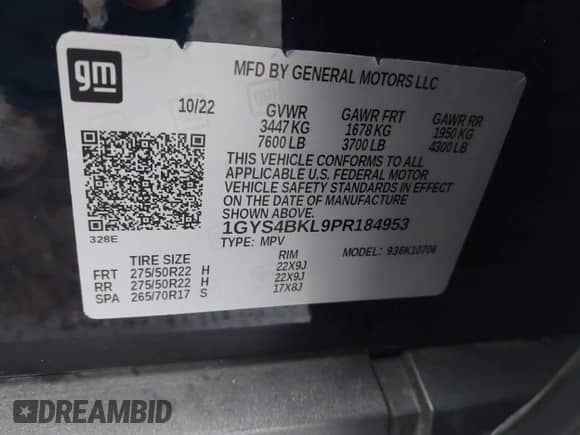 gm
MFD BY GENERAL MOTORS LLC
10/22 GVWR GAWR FRT GAWR RR
3447 KG 1678 KG 1950 KG
7600 LB 3700 LB 4300 LB
THIS VEHICLE CONFORMS TO ALL
APPLICABLE U.S. FEDERAL MOTOR
VEHICLE SAFETY STANDARDS IN EFFECT
ON THE DATE OF MANUFACTURE
SHOWN ABOVE.
1GYS4BKL9PR184953
328E
TYPE: MPV MODEL: 936K10706
TIRE SIZE RIM
FRT 275/50R22 H 22X9J
RR 275/50R22 H 22X9J
SPA 265/70R17 S 17X8J
DREAMBID